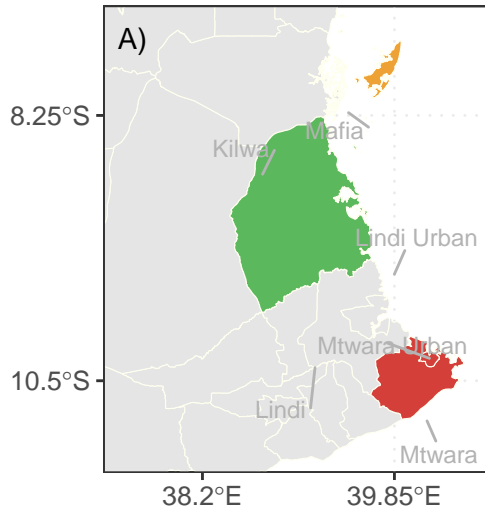 A)
8.25°S
Mafia
Kilwa
Lindi Urban
Mtwara Urban
10.5°S
Lindi
Mtwara
38.2°E
39.85°E